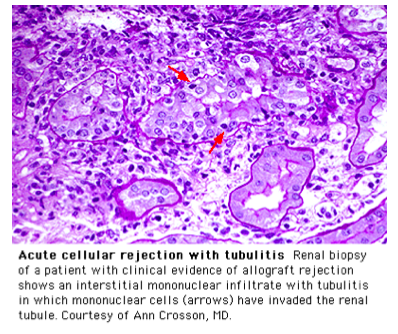 Acute cellular rejection with tubulitis Renal biopsy
of a patient with clinical evidence of allograft rejection
shows an interstitial mononuclear infiltrate with tubulitis
in which mononuclear cells (arrows) have invaded the renal
tubule. Courtesy of Ann Crosson, MD.